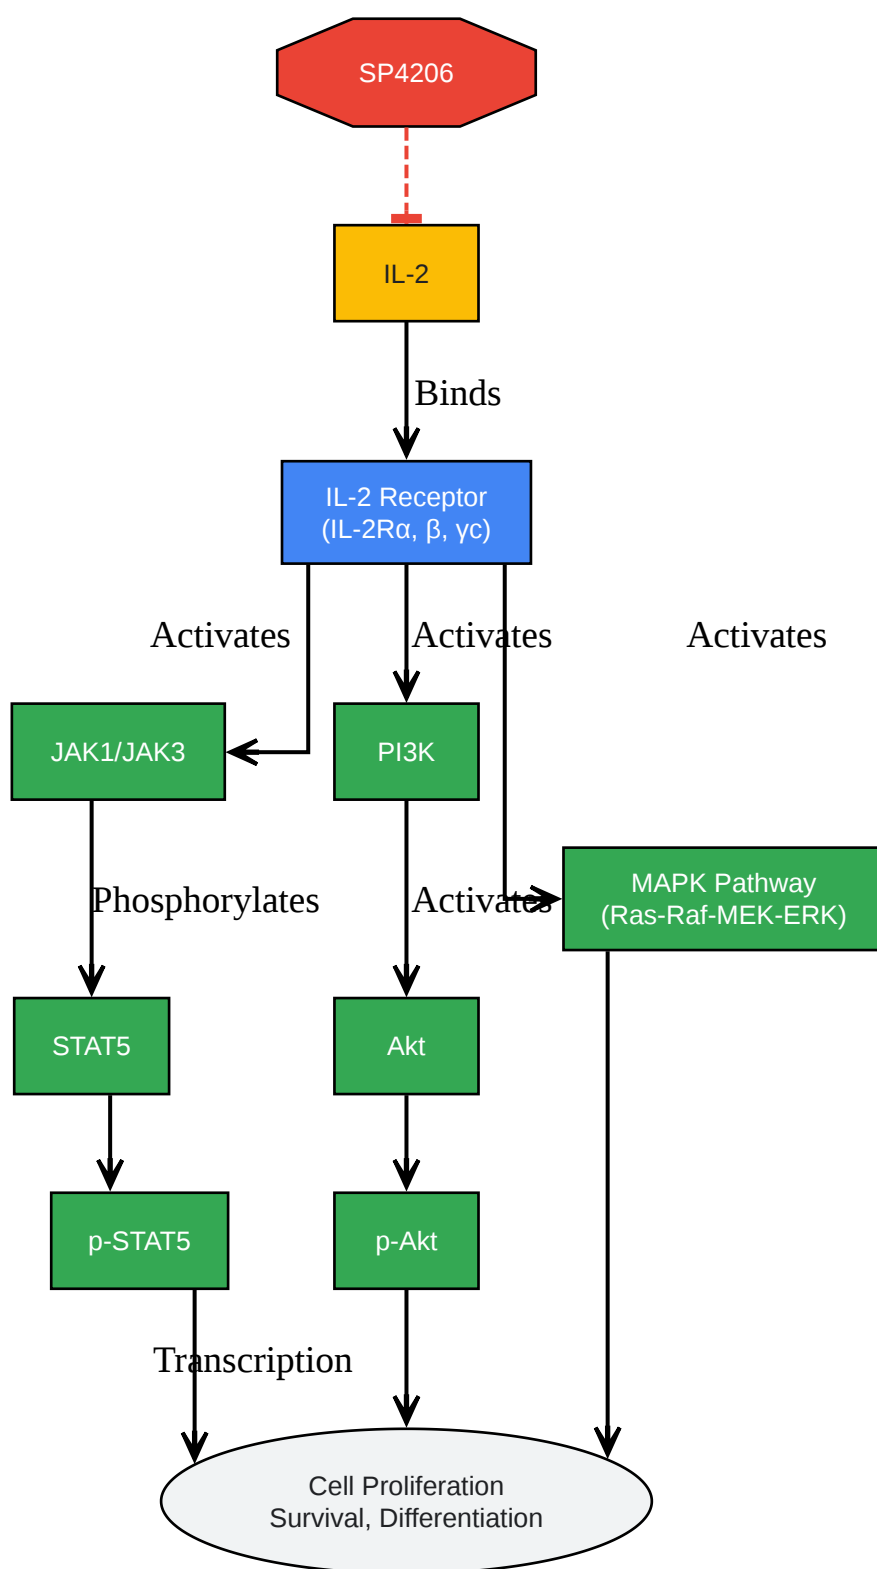 SP4206
IL-2
Binds
IL-2 Receptor
(IL-2Rα, β, γc)
Activates
Activates
Activates
JAK1/JAK3
PI3K
MAPK Pathway
(Ras-Raf-MEK-ERK)
Phosphorylates
Activates
STAT5
Akt
p-STAT5
p-Akt
Transcription
Cell Proliferation
Survival, Differentiation